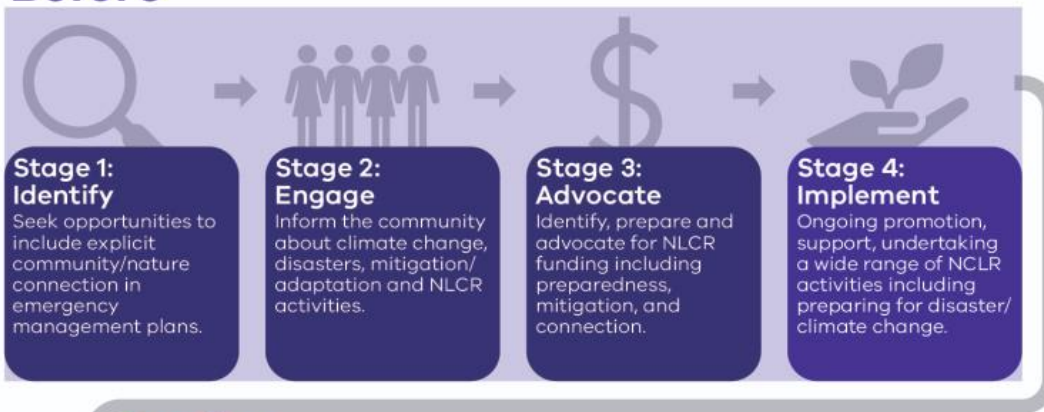 Stage 1:
Identify
Seek opportunities to
include explicit
community/nature
connection in
emergency
management plans.
Stage 2:
Engage
Inform the community
about climate change,
disasters, mitigation/
adaptation and NLCR
activities.
Stage 3:
Advocate
Identify, prepare and
advocate for NLCR
funding including
preparedness,
mitigation, and
connection.
Stage 4:
Implement
Ongoing promotion,
support, undertaking
a wide range of NCLR
activities including
preparing for disaster/
climate change.